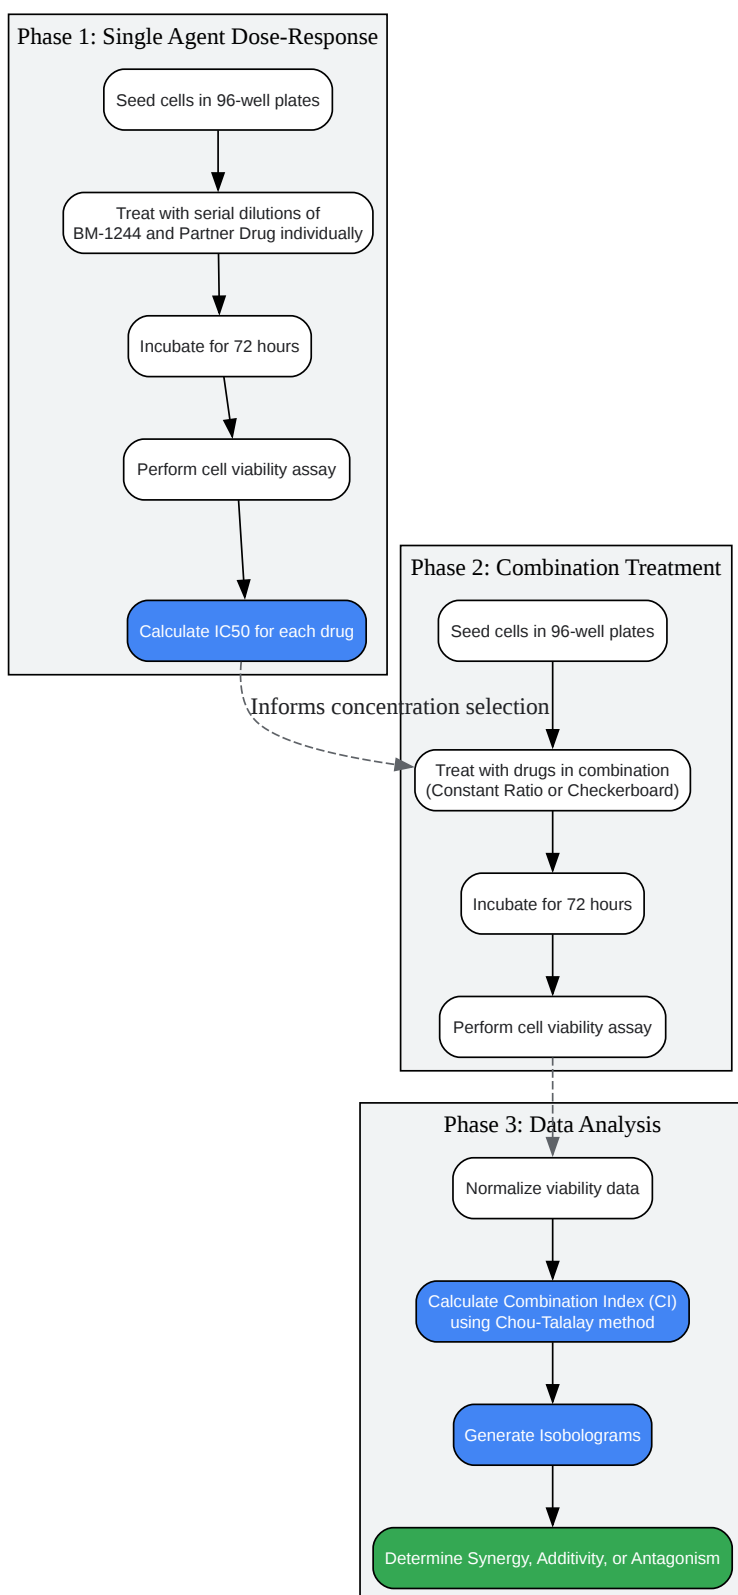 Phase 1: Single Agent Dose-Response
Seed cells in 96-well plates
Treat with serial dilutions of
BM-1244 and Partner Drug individually
Incubate for 72 hours
Perform cell viability assay
Calculate IC50 for each drug
Informs concentration selection
Phase 2: Combination Treatment
Seed cells in 96-well plates
Treat with drugs in combination
(Constant Ratio or Checkerboard)
Incubate for 72 hours
Perform cell viability assay
Phase 3: Data Analysis
Normalize viability data
Calculate Combination Index (CI)
using Chou-Talalay method
Generate Isobolograms
Determine Synergy, Additivity, or Antagonism